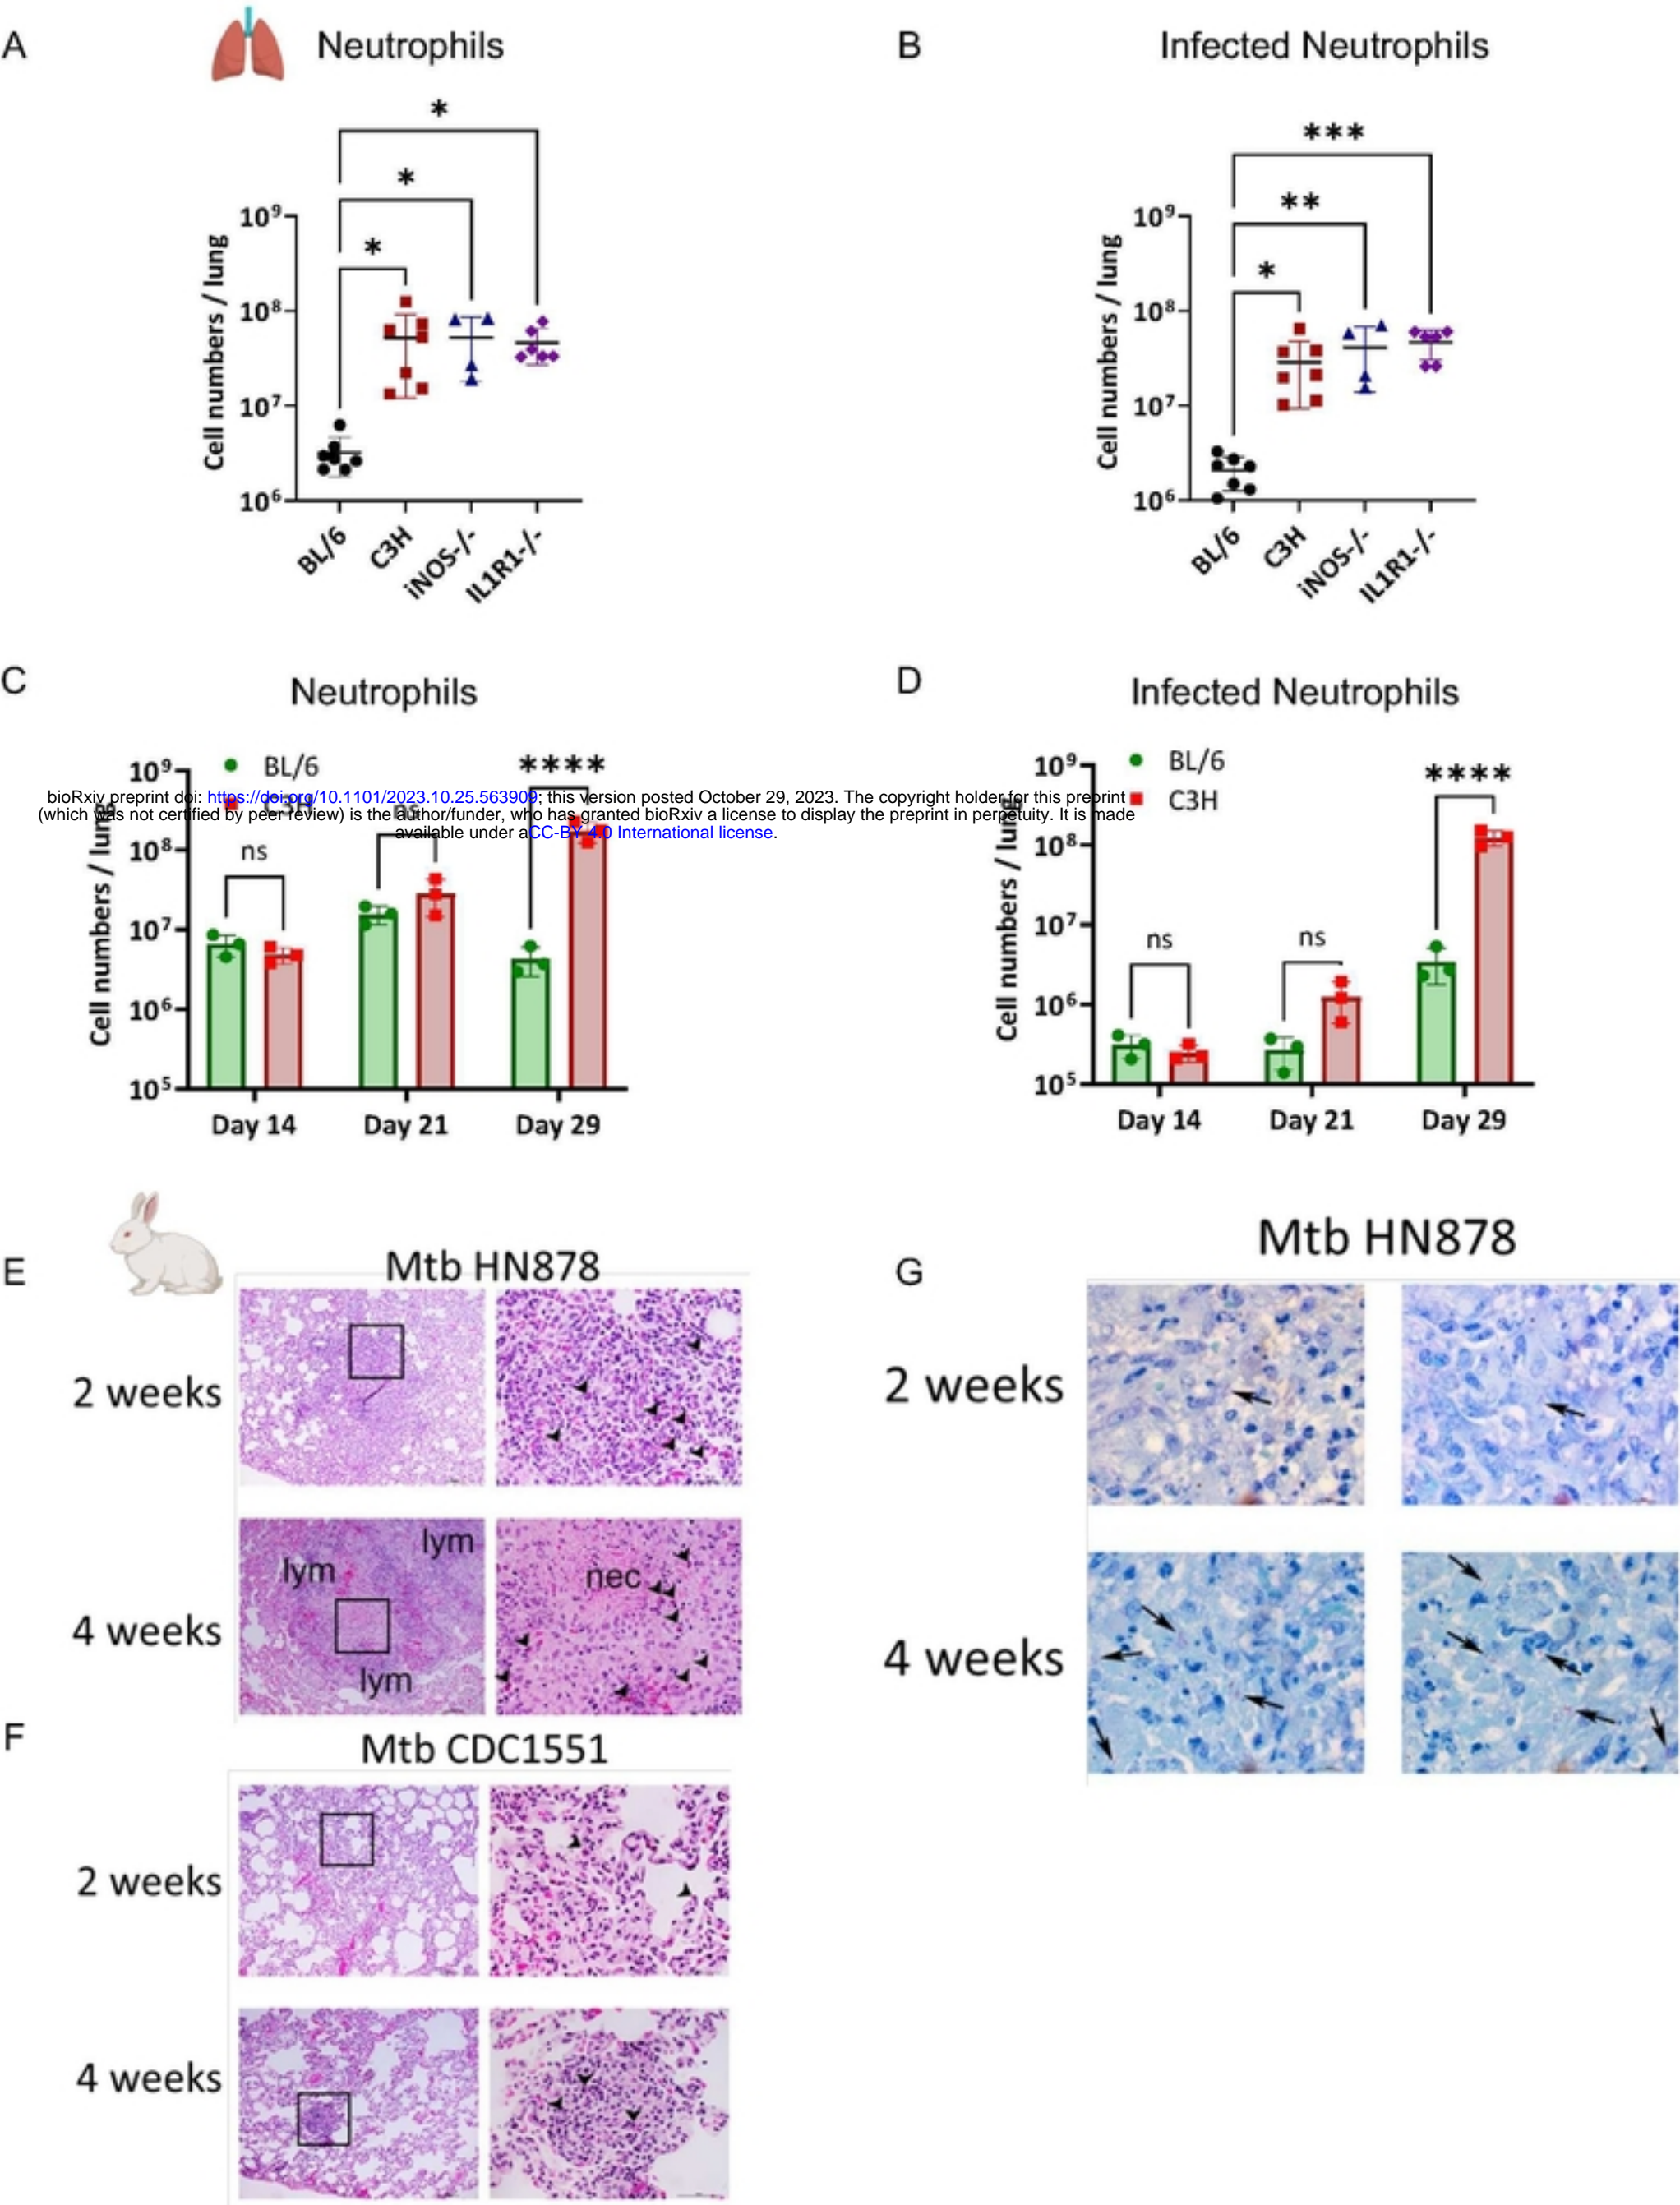 A
Neutrophils
*
*
*
10⁹
10⁸
10⁷
10⁶
Cell numbers / lung
BL/6
C3H
iNOS-/-
IL1R1-/-
B
Infected Neutrophils
***
**
*
10⁹
10⁸
10⁷
10⁶
Cell numbers / lung
BL/6
C3H
iNOS-/-
IL1R1-/-
C
Neutrophils
BL/6
C3H
ns
ns
****
10⁹
10⁸
10⁷
10⁶
10⁵
Cell numbers / lung
Day 14
Day 21
Day 29
D
Infected Neutrophils
BL/6
C3H
ns
ns
****
10⁹
10⁸
10⁷
10⁶
10⁵
Cell numbers / lung
Day 14
Day 21
Day 29
bioRxiv preprint doi: https://doi.org/10.1101/2023.10.25.563909; this version posted October 29, 2023. The copyright holder for this preprint
(which was not certified by peer review) is the author/funder, who has granted bioRxiv a license to display the preprint in perpetuity. It is made
available under aCC-BY 4.0 International license.
E
Mtb HN878
2 weeks
4 weeks
lym
lym
lym
nec
F
Mtb CDC1551
2 weeks
4 weeks
G
Mtb HN878
2 weeks
4 weeks